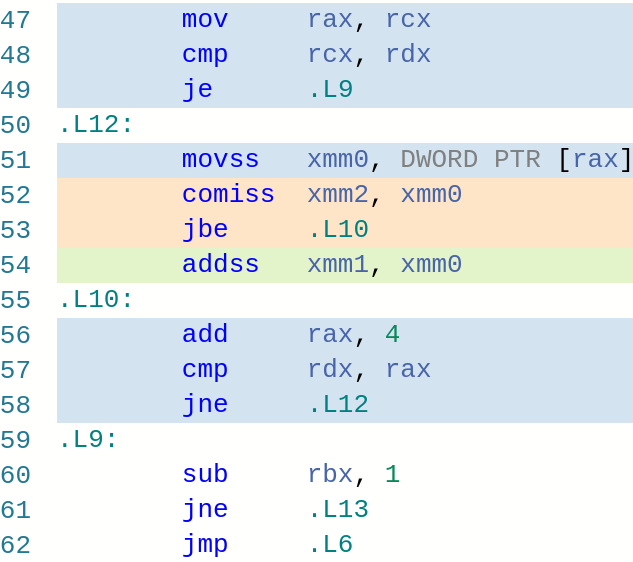 47 mov rax, rcx
48 cmp rcx, rdx
49 je .L9
50 .L12:
51 movss xmm0, DWORD PTR [rax]
52 comiss xmm2, xmm0
53 jbe .L10
54 addss xmm1, xmm0
55 .L10:
56 add rax, 4
57 cmp rdx, rax
58 jne .L12
59 .L9:
60 sub rbx, 1
61 jne .L13
62 jmp .L6